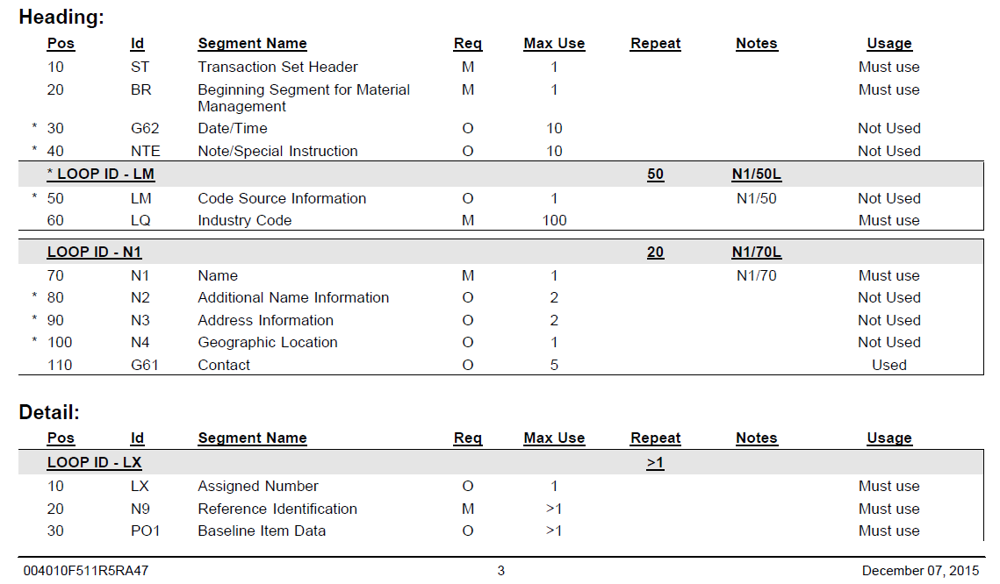 Heading:
Pos Id Segment Name Req Max Use Repeat Notes Usage
10 ST Transaction Set Header M 1 Must use
20 BR Beginning Segment for Material M 1 Must use
Management
* 30 G62 Date/Time O 10 Not Used
* 40 NTE Note/Special Instruction O 10 Not Used
* LOOP ID - LM 50 N1/50L
* 50 LM Code Source Information O 1 N1/50 Not Used
60 LQ Industry Code M 100 Must use
LOOP ID - N1 20 N1/70L
70 N1 Name M 1 N1/70 Must use
* 80 N2 Additional Name Information O 2 Not Used
* 90 N3 Address Information O 2 Not Used
* 100 N4 Geographic Location O 1 Not Used
110 G61 Contact O 5 Used
Detail:
Pos Id Segment Name Req Max Use Repeat Notes Usage
LOOP ID - LX >1
10 LX Assigned Number O 1 Must use
20 N9 Reference Identification M >1 Must use
30 PO1 Baseline Item Data O >1 Must use
004010F511R5RA47 3 December 07, 2015